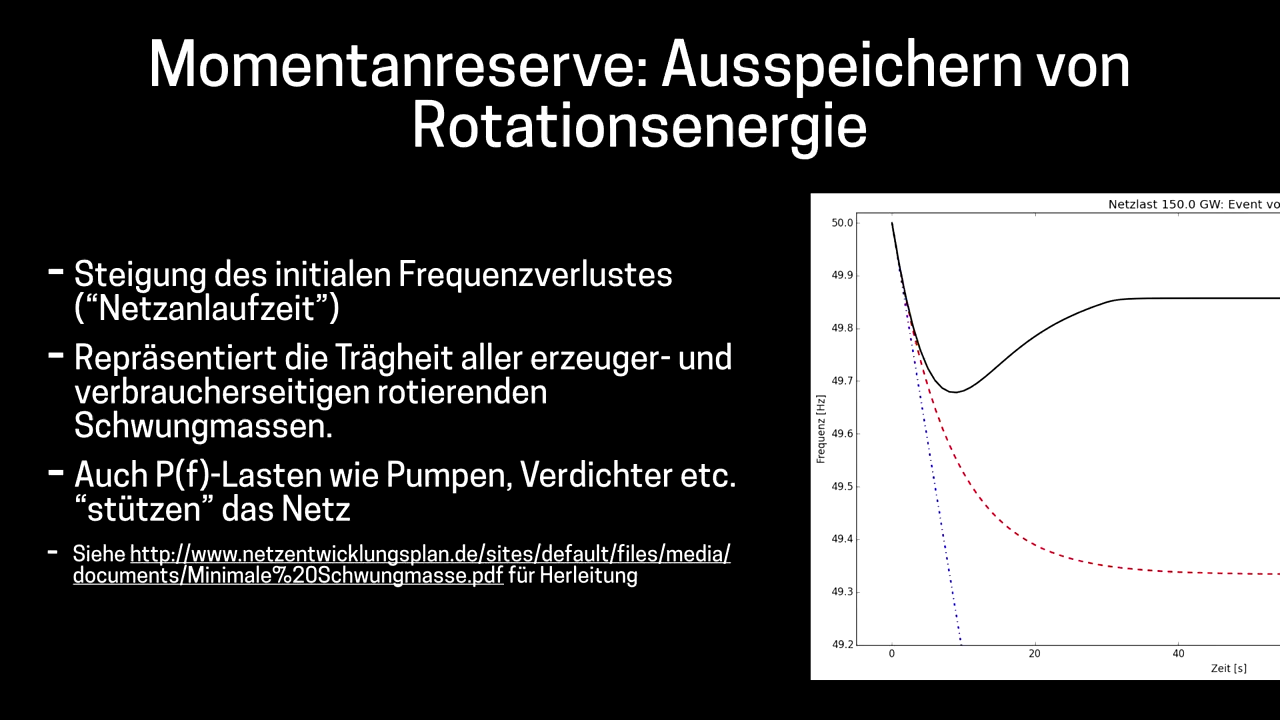 Momentanreserve: Ausspeichern von
Rotationsenergie
- Steigung des initialen Frequenzverlustes
(“Netzanlaufzeit”)
- Repräsentiert die Trägheit aller erzeuger- und
verbraucherseitigen rotierenden
Schwungmassen.
- Auch P(f)-Lasten wie Pumpen, Verdichter etc.
“stützen” das Netz
- Siehe http://www.netzentwicklungsplan.de/sites/default/files/media/
documents/Minimale%20Schwungmasse.pdf für Herleitung
Netzlast 150.0 GW: Event vo
Frequenz [Hz]
50.0
49.9
49.8
49.7
49.6
49.5
49.4
49.3
49.2
0 20 40
Zeit [s]